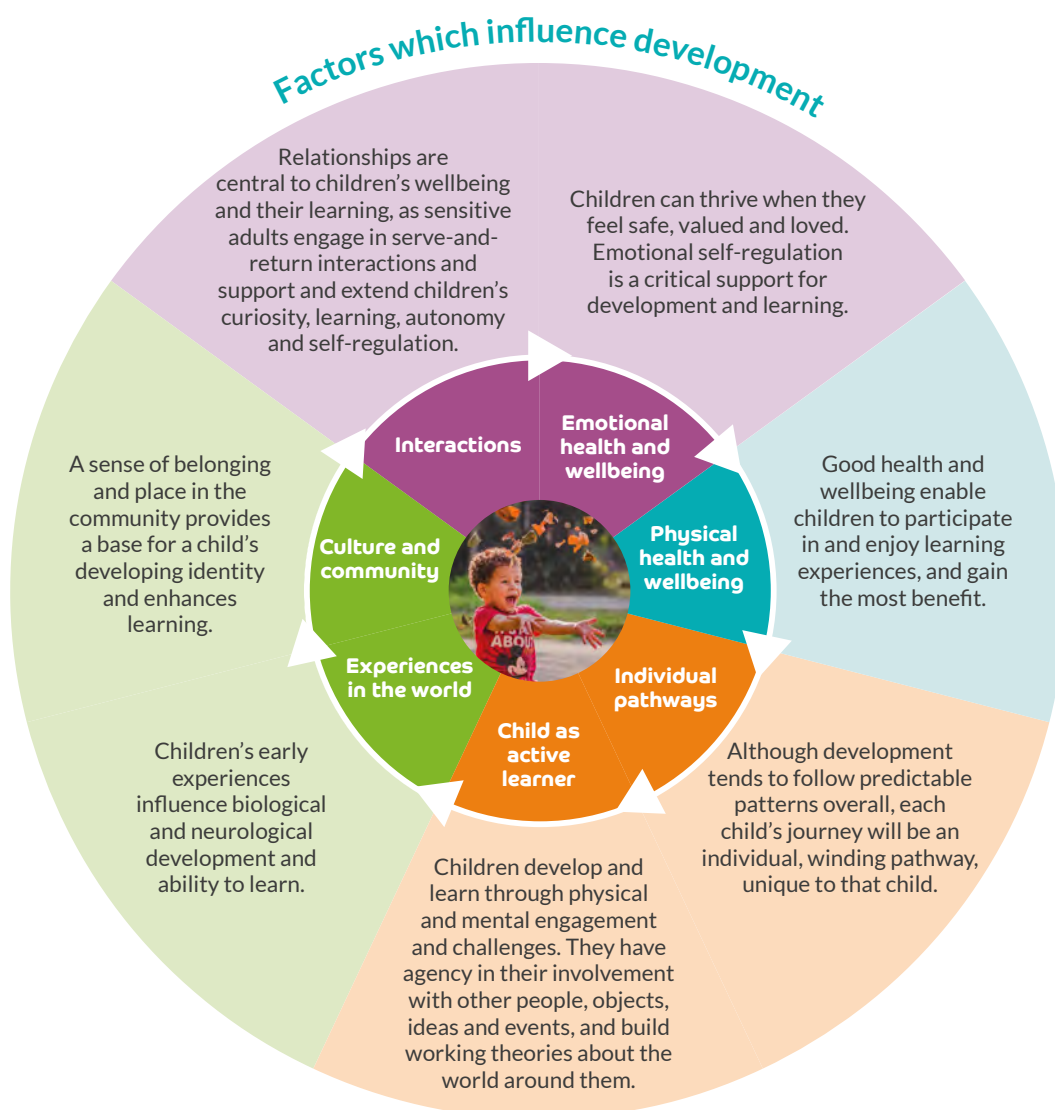 Factors which influence development
Relationships are
central to children’s wellbeing
and their learning, as sensitive
adults engage in serve-and-
return interactions and
support and extend children’s
curiosity, learning, autonomy
and self-regulation.
Children can thrive when they
feel safe, valued and loved.
Emotional self-regulation
is a critical support for
development and learning.
Good health and
wellbeing enable
children to participate
in and enjoy learning
experiences, and gain
the most benefit.
Although development
tends to follow predictable
patterns overall, each
child’s journey will be an
individual, winding pathway,
unique to that child.
Children develop and
learn through physical
and mental engagement
and challenges. They have
agency in their involvement
with other people, objects,
ideas and events, and build
working theories about the
world around them.
Children’s early
experiences
influence biological
and neurological
development and
ability to learn.
A sense of belonging
and place in the
community provides
a base for a child’s
developing identity
and enhances
learning.
Interactions
Emotional
health and
wellbeing
Physical
health and
wellbeing
Individual
pathways
Child as
active
learner
Experiences
in the world
Culture and
community
ABOU